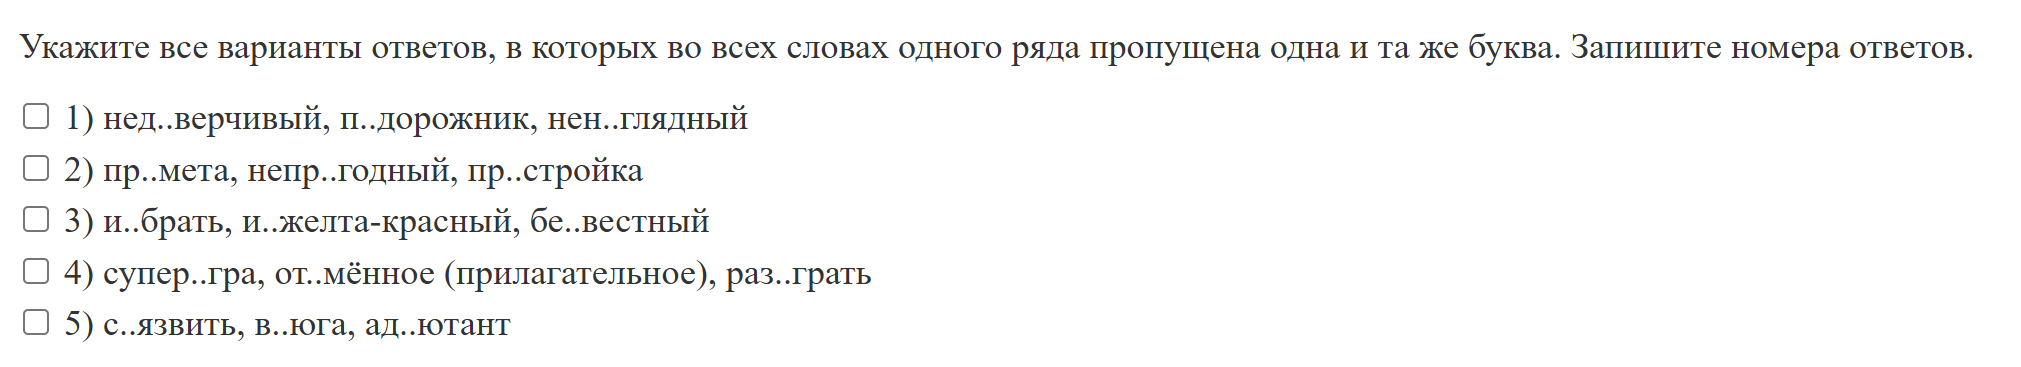 Укажите все варианты ответов, в которых во всех словах одного ряда пропущена одна и та же буква. Запишите номера ответов.
1) нед..верчивый, п..дорожник, нен..глядный
2) пр..мета, непр..годный, пр..стройка
3) и..брать, и..желта-красный, бе..вестный
4) супер..гра, от..мённое (прилагательное), раз..грать
5) с..язвить, в..юга, ад..ютант